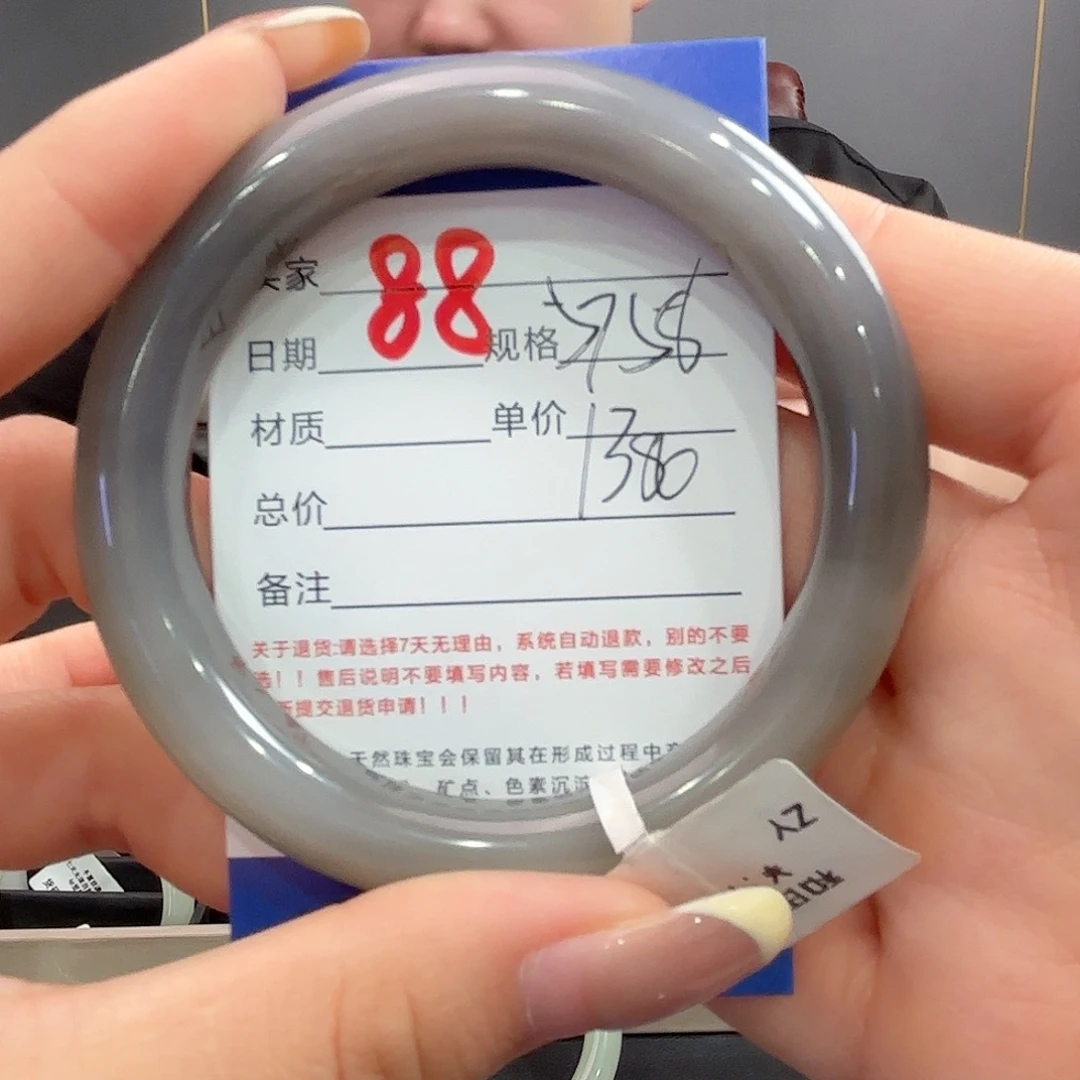 家 88
日期 规格
材质 单价
总价 1380
备注
关于退货:请选择7天无理由，系统自动退款，别的不要
选！！售后说明不要填写内容，若填写需要修改之后
新提交退货申请！！！
天然珠宝会保留其在形成过程中
矿点、色素沉淀